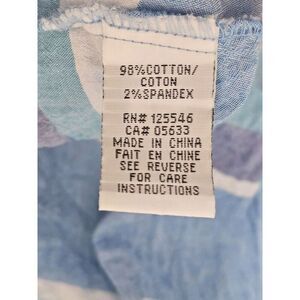 98%COTTON/
COTON
2%SPANDEX
RN# 125546
CA# 05633
MADE IN CHINA
FAIT EN CHINE
SEE REVERSE
FOR CARE
INSTRUCTIONS